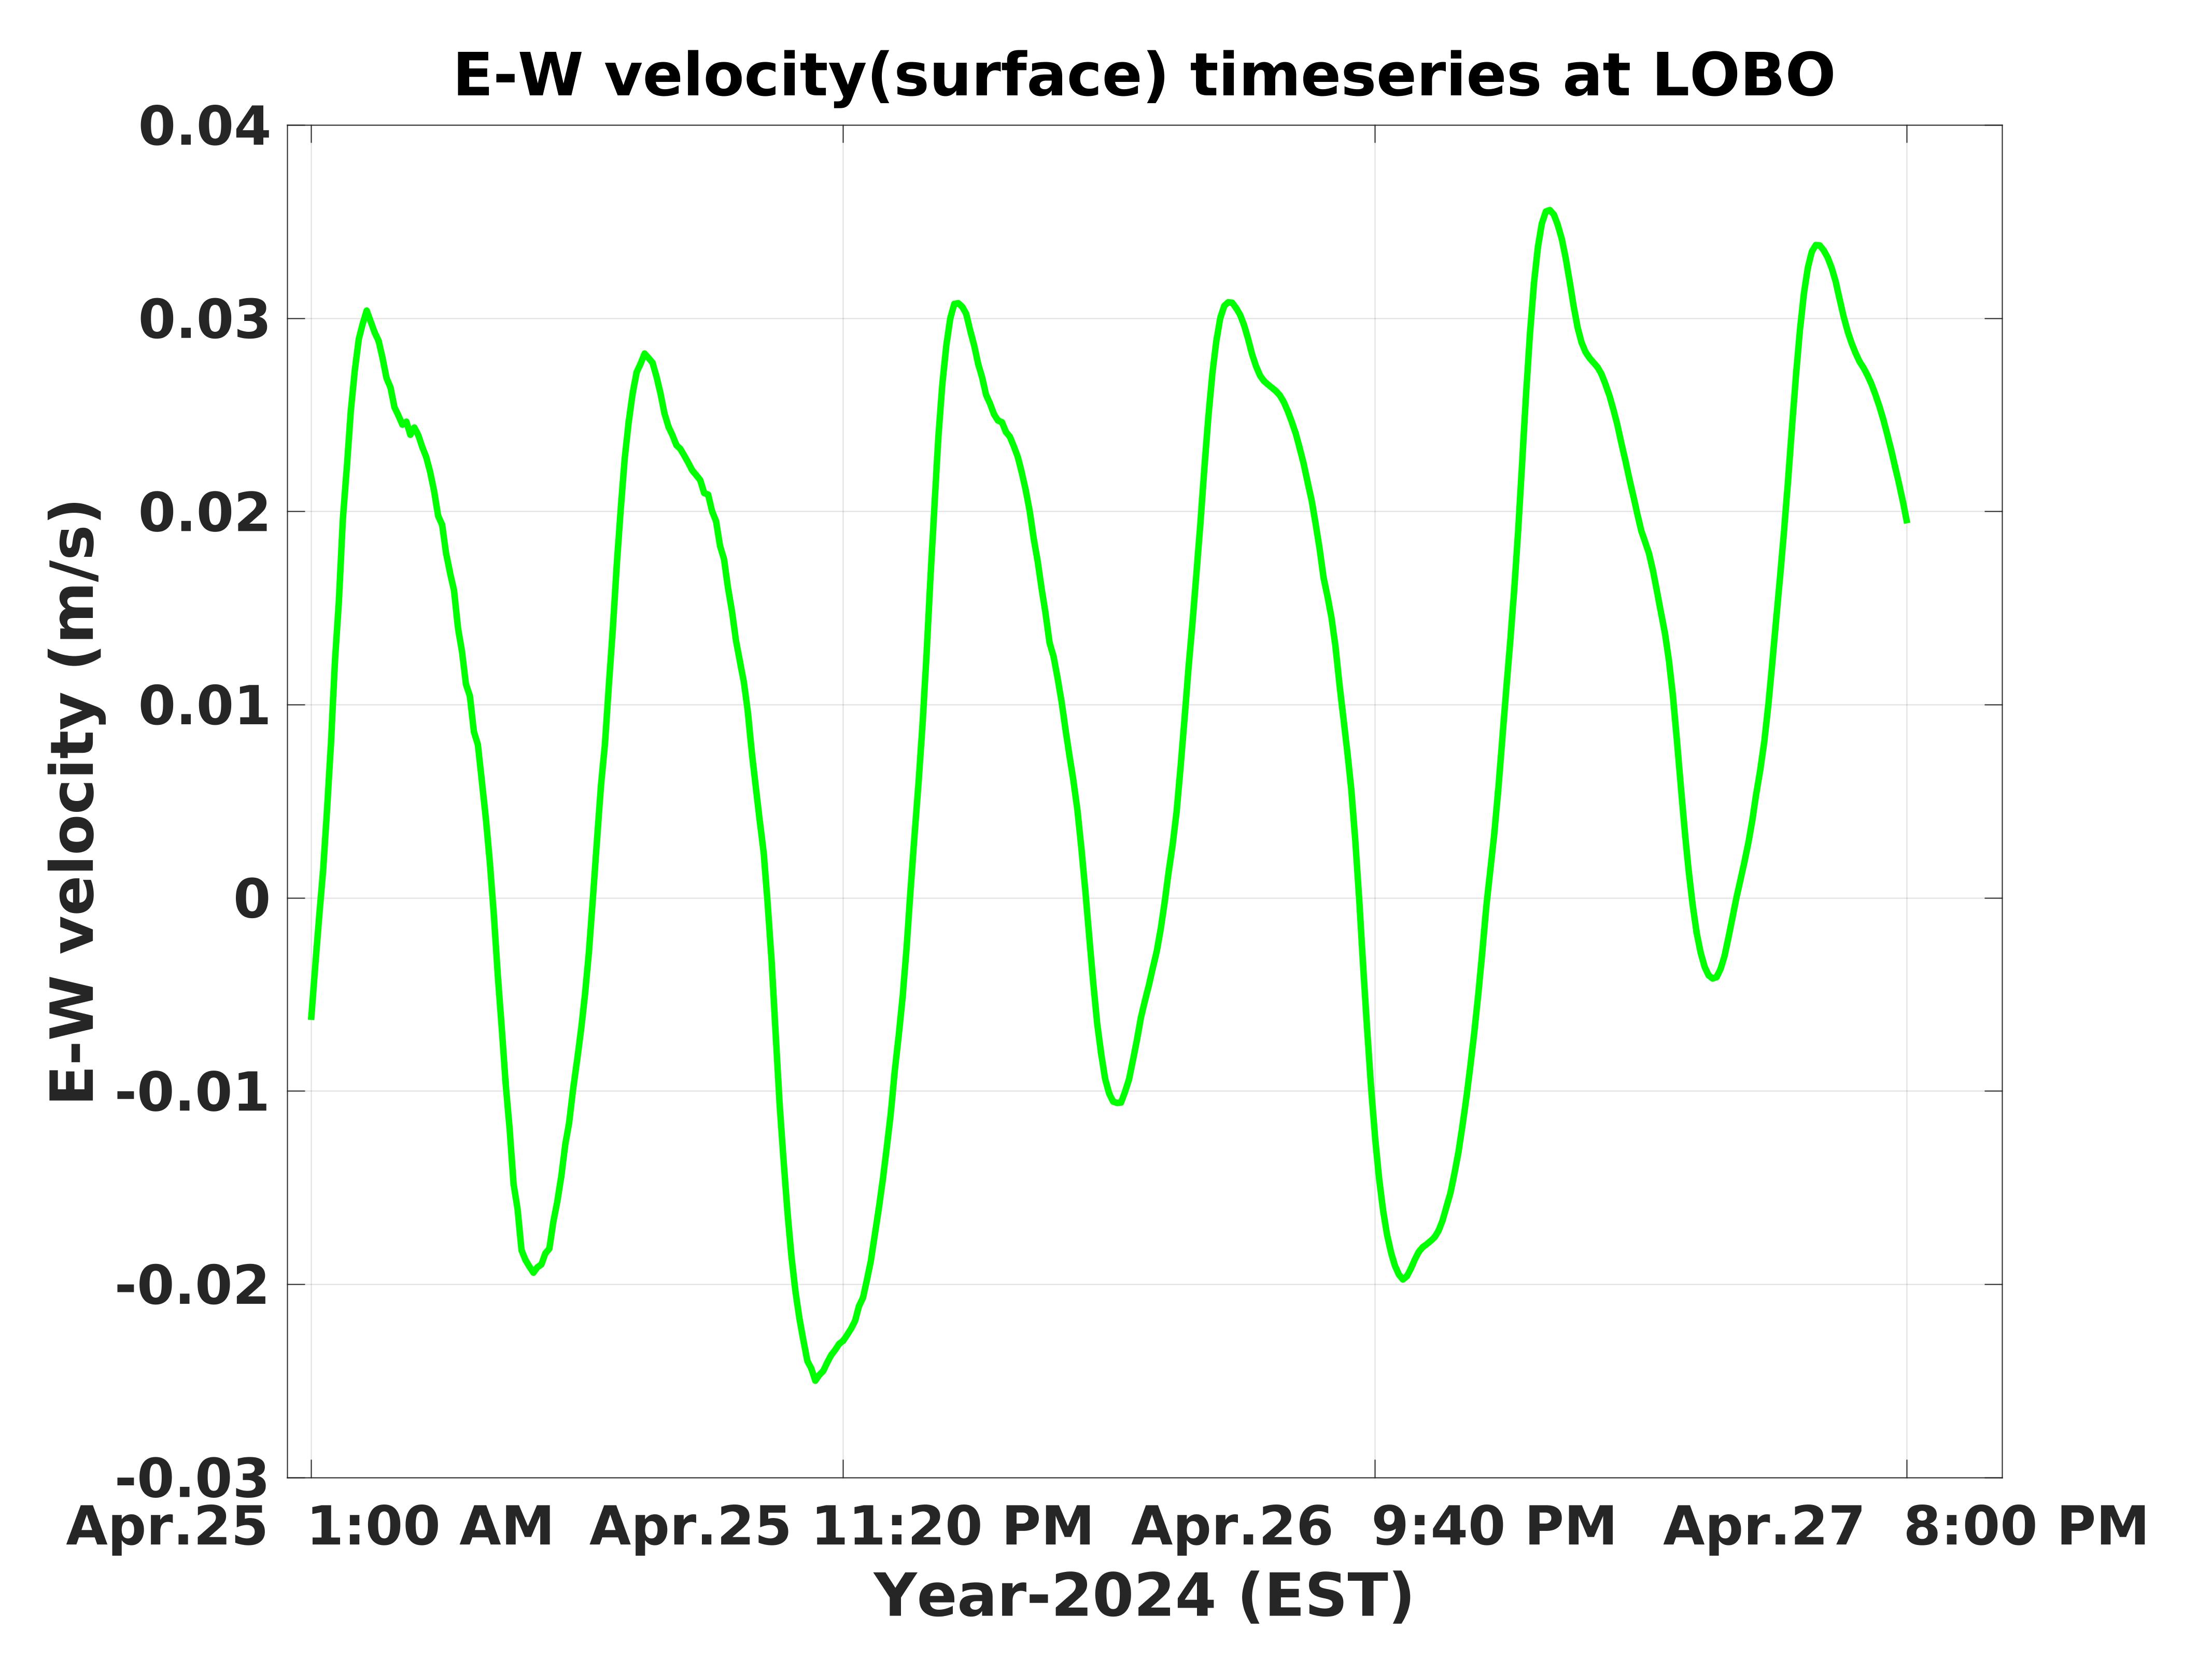 E-W velocity(surface) timeseries at LOBO
E-W velocity (m/s)
0.04
0.03
0.02
0.01
0
-0.01
-0.02
-0.03
Apr.25 1:00 AM Apr.25 11:20 PM Apr.26 9:40 PM Apr.27 8:00 PM
Year-2024 (EST)